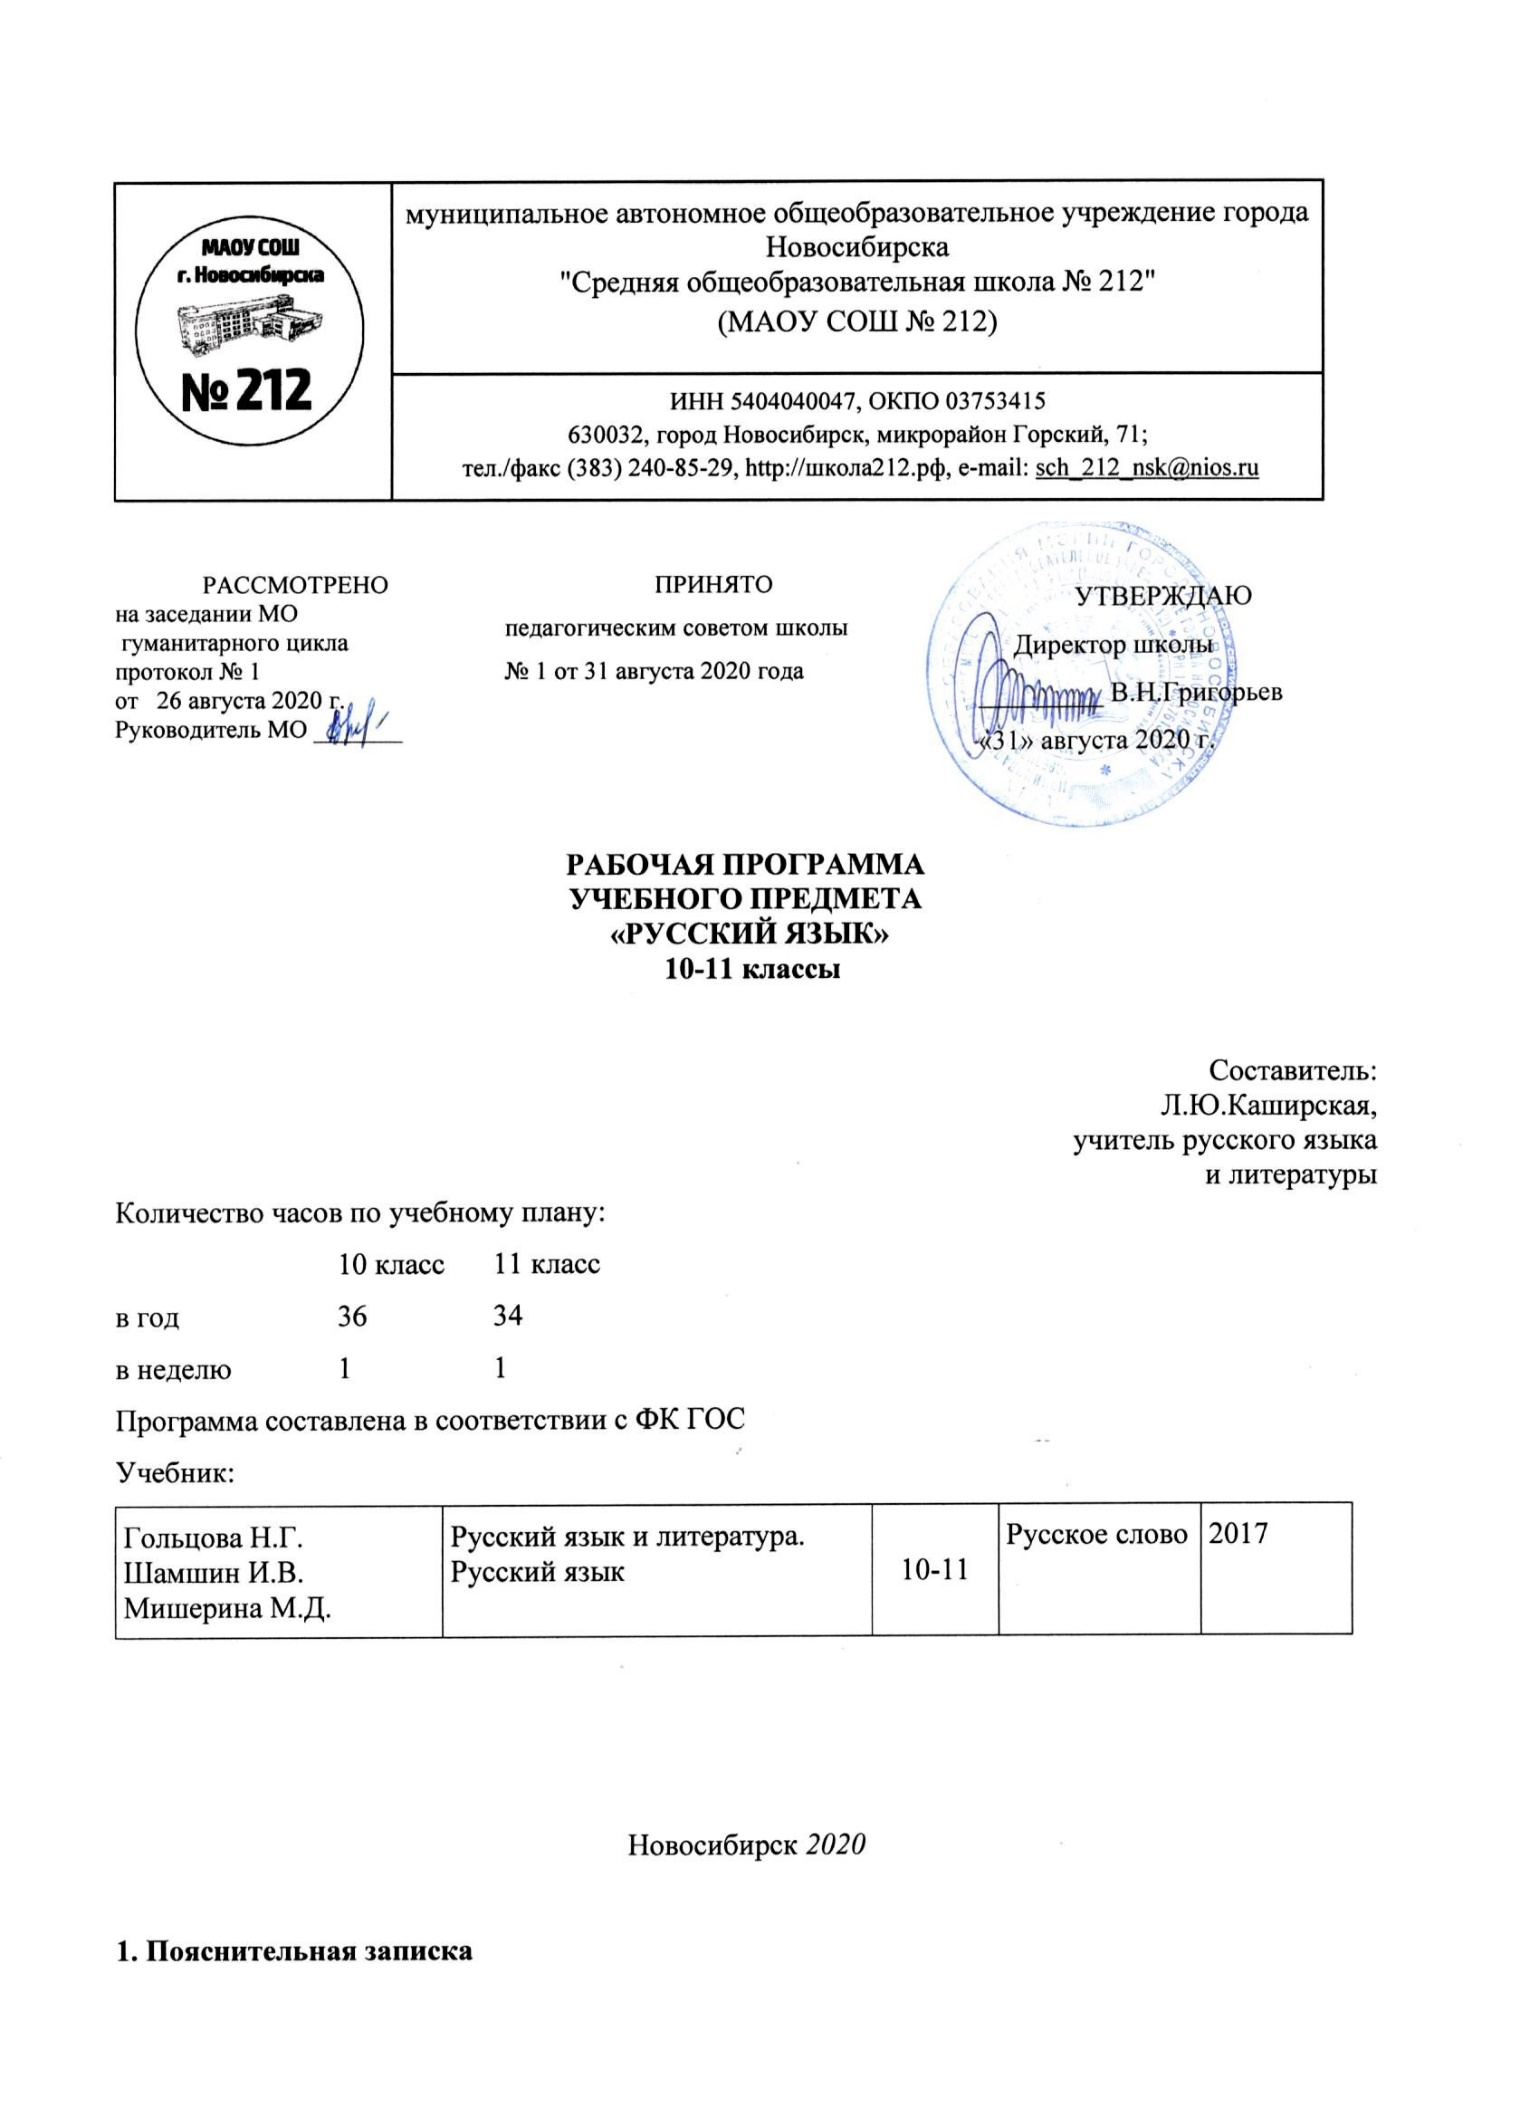 МАОУ СОШ
г. Новосибирска
№ 212
муниципальное автономное общеобразовательное учреждение города
Новосибирска
"Средняя общеобразовательная школа № 212"
(МАОУ СОШ № 212)
ИНН 5404040047, ОКПО 03753415
630032, город Новосибирск, микрорайон Горский, 71;
тел./факс (383) 240-85-29, http://школа212.рф, e-mail: sch_212_nsk@nios.ru
РАССМОТРЕНО
на заседании МО
гуманитарного цикла
протокол № 1
от 26 августа 2020 г.
Руководитель МО
ПРИНЯТО
педагогическим советом школы
№ 1 от 31 августа 2020 года
УТВЕРЖДАЮ
Директор школы
В.Н.Григорьев
«31» августа 2020 г.
РАБОЧАЯ ПРОГРАММА
УЧЕБНОГО ПРЕДМЕТА
«РУССКИЙ ЯЗЫК»
10-11 классы
Составитель:
Л.Ю.Каширская,
учитель русского языка
и литературы
Количество часов по учебному плану:
10 класс 11 класс
в год 36 34
в неделю 1 1
Программа составлена в соответствии с ФК ГОС
Учебник:
Гольцова Н.Г.
Шамшин И.В.
Мишерина М.Д.
Русский язык и литература.
Русский язык
10-11
Русское слово
2017
Новосибирск 2020
1. Пояснительная записка